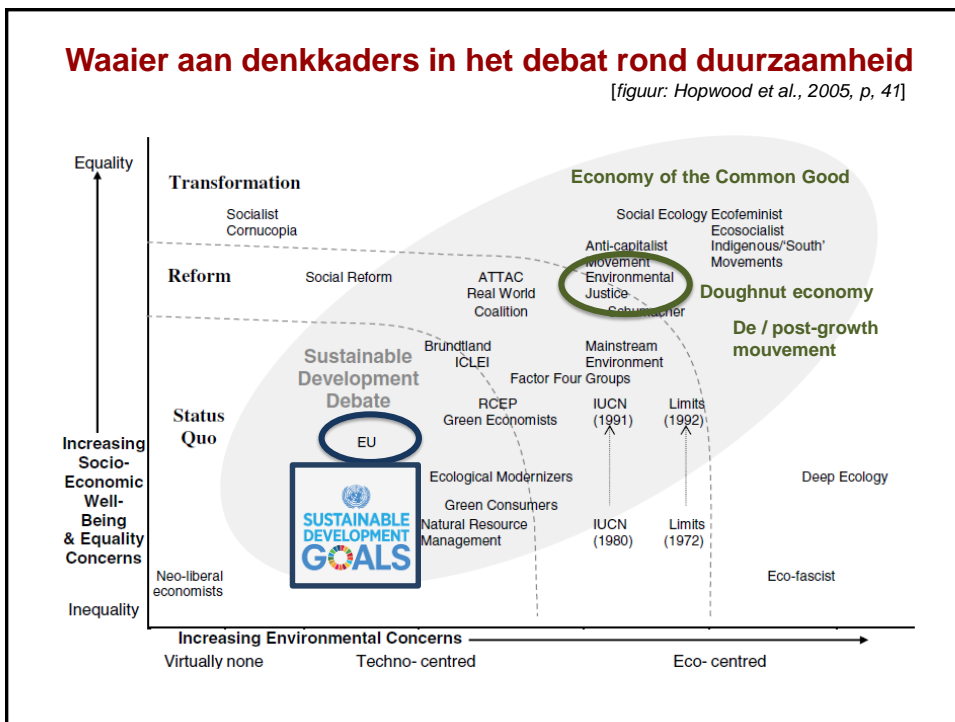 Waaier aan denkkaders in het debat rond duurzaamheid
[figuur: Hopwood et al., 2005, p, 41]
Equality
Transformation
Economy of the Common Good
Socialist
Cornucopia
Social Ecology Ecofeminist
Ecosocialist
Anti-capitalist Indigenous/'South'
Movement Movements
Reform
Social Reform
ATTAC
Real World
Coalition
Environmental
Justice
Schumacher
Doughnut economy
De / post-growth
mouvement
Sustainable
Development
Debate
Brundtland
ICLEI
Mainstream
Environment
Factor Four Groups
Status
Quo
EU
RCEP
Green Economists
IUCN
(1991)
Limits
(1992)
Increasing
Socio-
Economic
Well-
Being
& Equality
Concerns
Ecological Modernizers
Deep Ecology
Green Consumers
Natural Resource
Management
IUCN
(1980)
Limits
(1972)
SUSTAINABLE
DEVELOPMENT
GOALS
Neo-liberal
economists
Eco-fascist
Inequality
Increasing Environmental Concerns
Virtually none
Techno- centred
Eco- centred